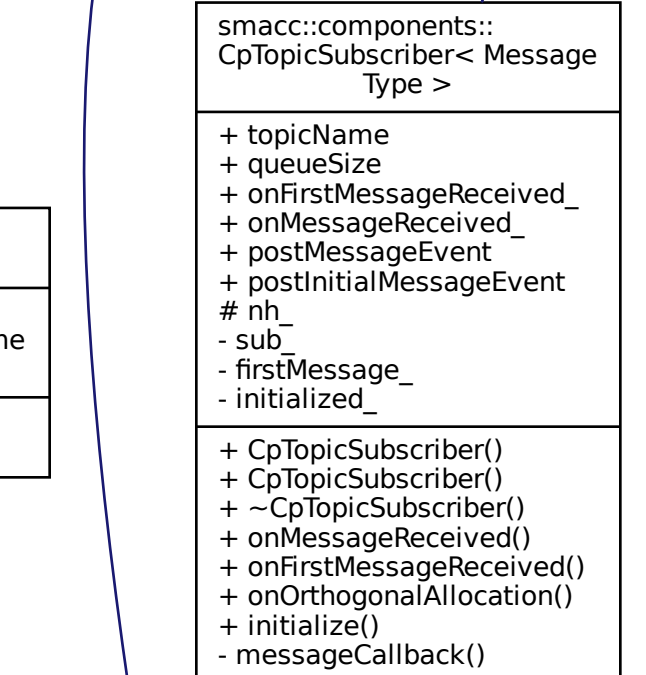 smacc::components::
CpTopicSubscriber< Message
Type >
+ topicName
+ queueSize
+ onFirstMessageReceived_
+ onMessageReceived_
+ postMessageEvent
+ postInitialMessageEvent
# nh_
- sub_
- firstMessage_
- initialized_
+ CpTopicSubscriber()
+ CpTopicSubscriber()
+ ~CpTopicSubscriber()
+ onMessageReceived()
+ onFirstMessageReceived()
+ onOrthogonalAllocation()
+ initialize()
- messageCallback()